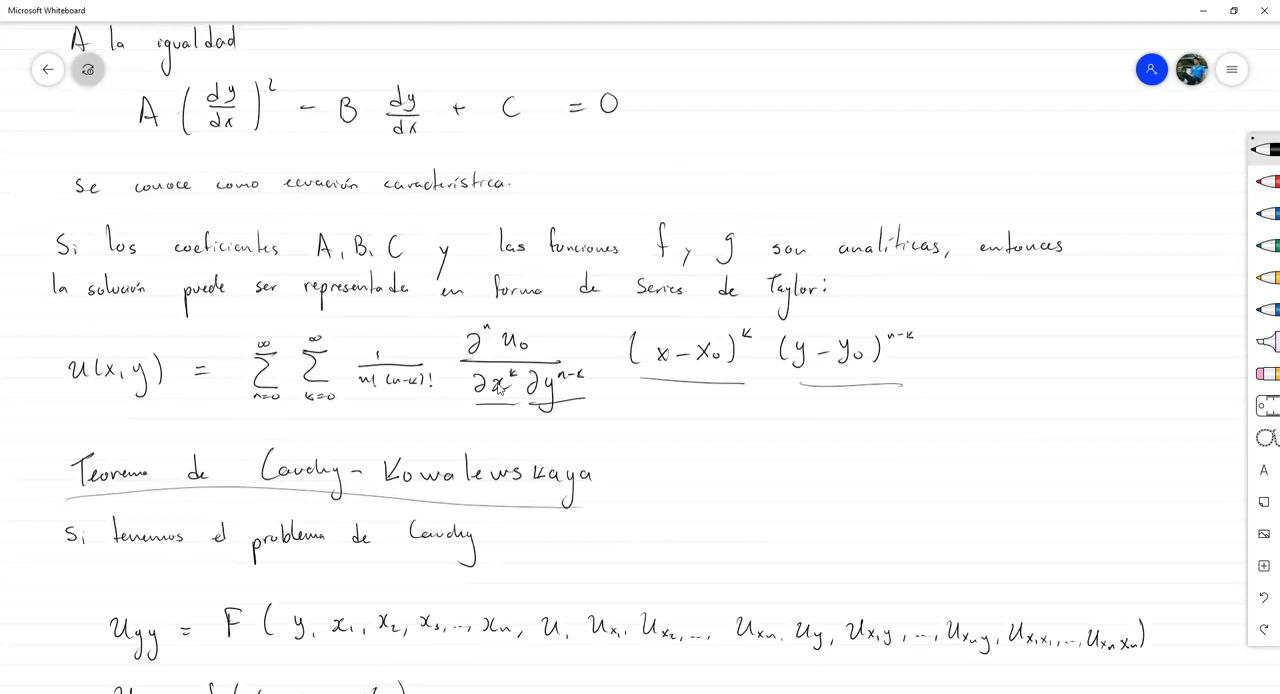 Microsoft Whiteboard
A la igualdad
A (dy/dx)² - B dy/dx + C = 0
Se conoce como ecuación característica.
Si los coeficientes A, B, C y las funciones f y g son analíticas, entonces
la solución puede ser representada en forma de Series de Taylor:
u(x,y) = ∑_{n=0}^{∞} ∑_{k=0}^{∞} 1/(n!(n-k)!) ∂ⁿu₀/(∂x^k ∂y^{n-k}) (x-x₀)^k (y-y₀)^{n-k}
Teorema de Cauchy-Kowalewskaya
Si tenemos el problema de Cauchy
u_yy = F(y, x₁, x₂, x₃, ..., xₙ, u, u_x₁, u_x₂, ..., u_xₙ, u_y, u_x₁y, ..., u_xₙy, u_x₁x₁, ..., u_xₙxₙ)
A